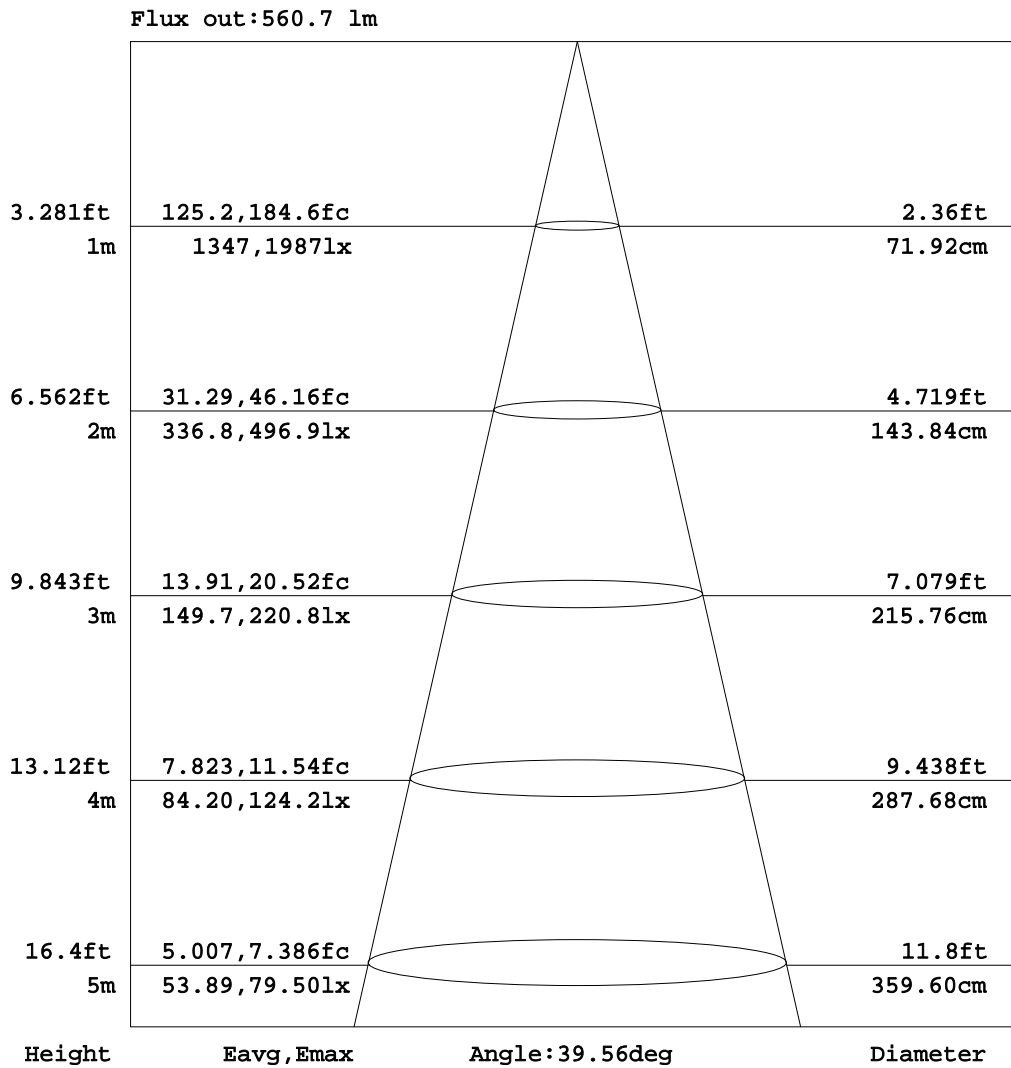 Flux out:560.7 lm
3.281ft 125.2,184.6fc 2.36ft
1m 1347,1987lx 71.92cm
6.562ft 31.29,46.16fc 4.719ft
2m 336.8,496.9lx 143.84cm
9.843ft 13.91,20.52fc 7.079ft
3m 149.7,220.8lx 215.76cm
13.12ft 7.823,11.54fc 9.438ft
4m 84.20,124.2lx 287.68cm
16.4ft 5.007,7.386fc 11.8ft
5m 53.89,79.50lx 359.60cm
Height Eavg,Emax Angle:39.56deg Diameter